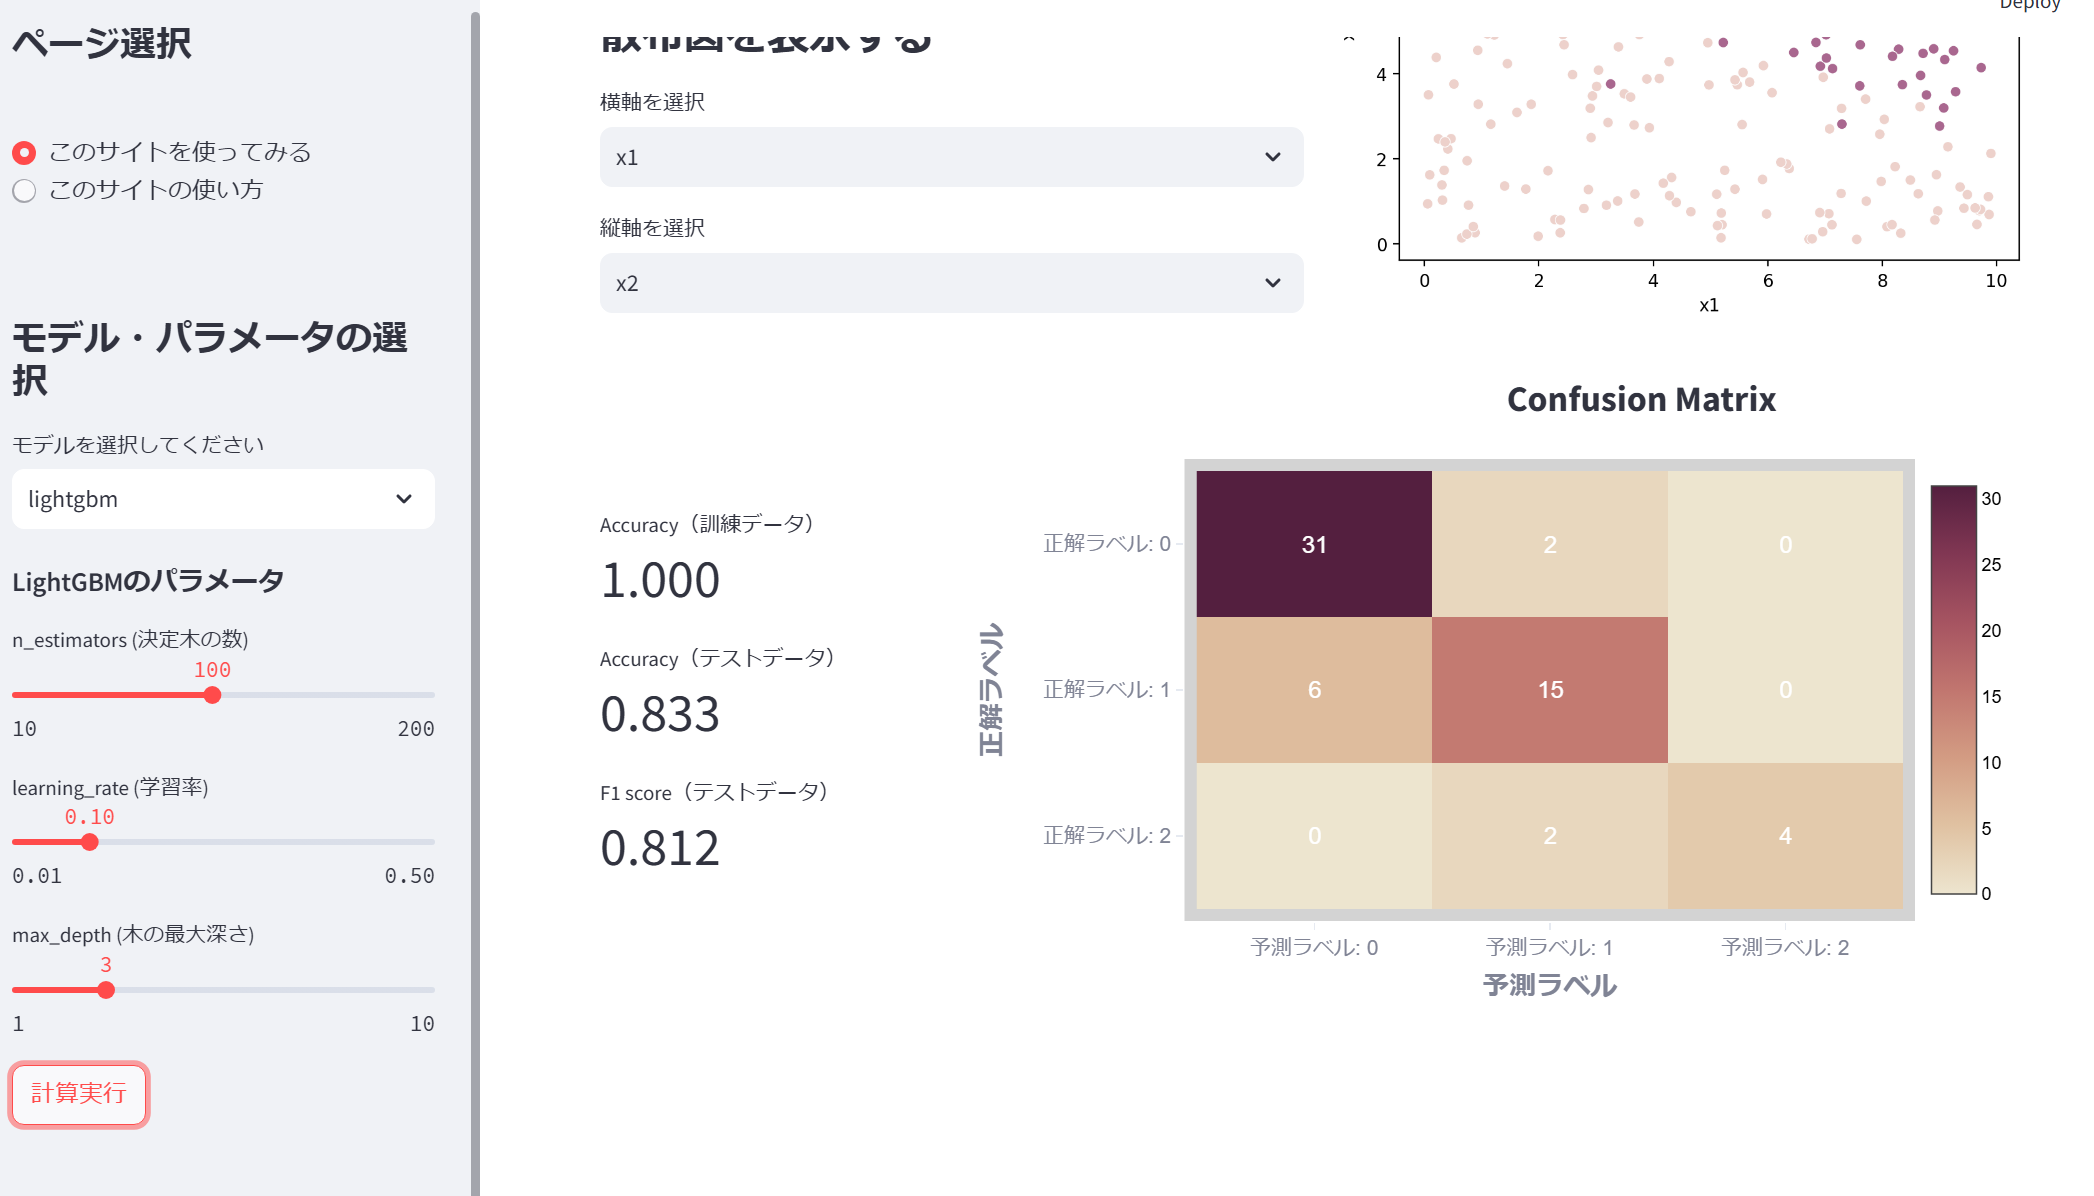 ページ選択
このサイトを使ってみる
このサイトの使い方
モデル・パラメータの選
択
モデルを選択してください
lightgbm
LightGBMのパラメータ
n_estimators (決定木の数)
100
10 200
learning_rate (学習率)
0.10
0.01 0.50
max_depth (木の最大深さ)
3
1 10
計算実行
Deploy
散布図を表示する
横軸を選択
x1
縦軸を選択
x2
4
2
0
0 2 4 6 8 10
x1
Accuracy（訓練データ）
1.000
Accuracy（テストデータ）
0.833
F1 score（テストデータ）
0.812
Confusion Matrix
正解ラベル
正解ラベル: 0 31 2 0
正解ラベル: 1 6 15 0
正解ラベル: 2 0 2 4
予測ラベル: 0 予測ラベル: 1 予測ラベル: 2
予測ラベル
30
25
20
15
10
5
0